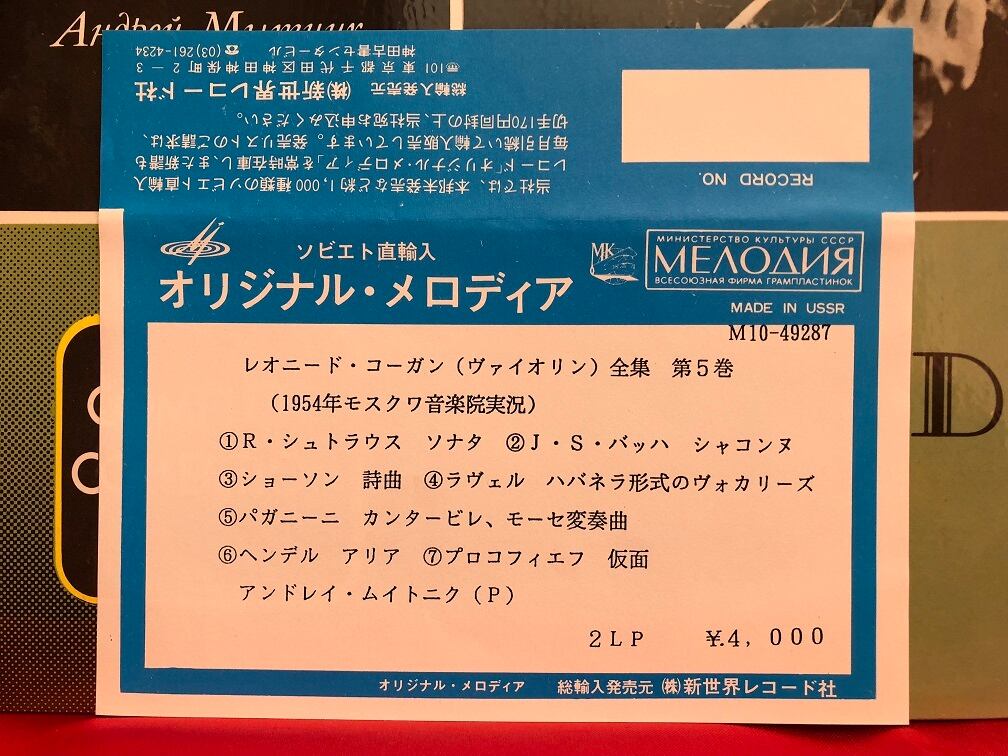 Андрей Мытник
当社では、本邦未発売など約1,000種類のソビエト直輸入
レコード「オリジナル・メロディア」を常時在庫し、また新譜も
毎月引続いて輸入販売しています。発売リストのご請求は、
切手170円同封の上、当社宛お申込みください。
総輸入発売元 (株)新世界レコード社
〒101 東京都千代田区神田神保町2-3
神田古書センタービル ☎(03)261-4234
RECORD NO.
ソビエト直輸入
オリジナル・メロディア
МК
МИНИСТЕРСТВО КУЛЬТУРЫ СССР
МЕЛОДИЯ
ВСЕСОЮЗНАЯ ФИРМА ГРАМПЛАСТИНОК
MADE IN USSR
M10-49287
レオニード・コーガン(ヴァイオリン)全集 第5巻
(1954年モスクワ音楽院実況)
①R・シュトラウス ソナタ ②J・S・バッハ シャコンヌ
③ショーソン 詩曲 ④ラヴェル ハバネラ形式のヴォカリーズ
⑤パガニーニ カンタービレ、モーセ変奏曲
⑥ヘンデル アリア ⑦プロコフィエフ 仮面
アンドレイ・ムイトニク(P)
2LP ¥4,000
オリジナル・メロディア 総輸入発売元 (株)新世界レコード社